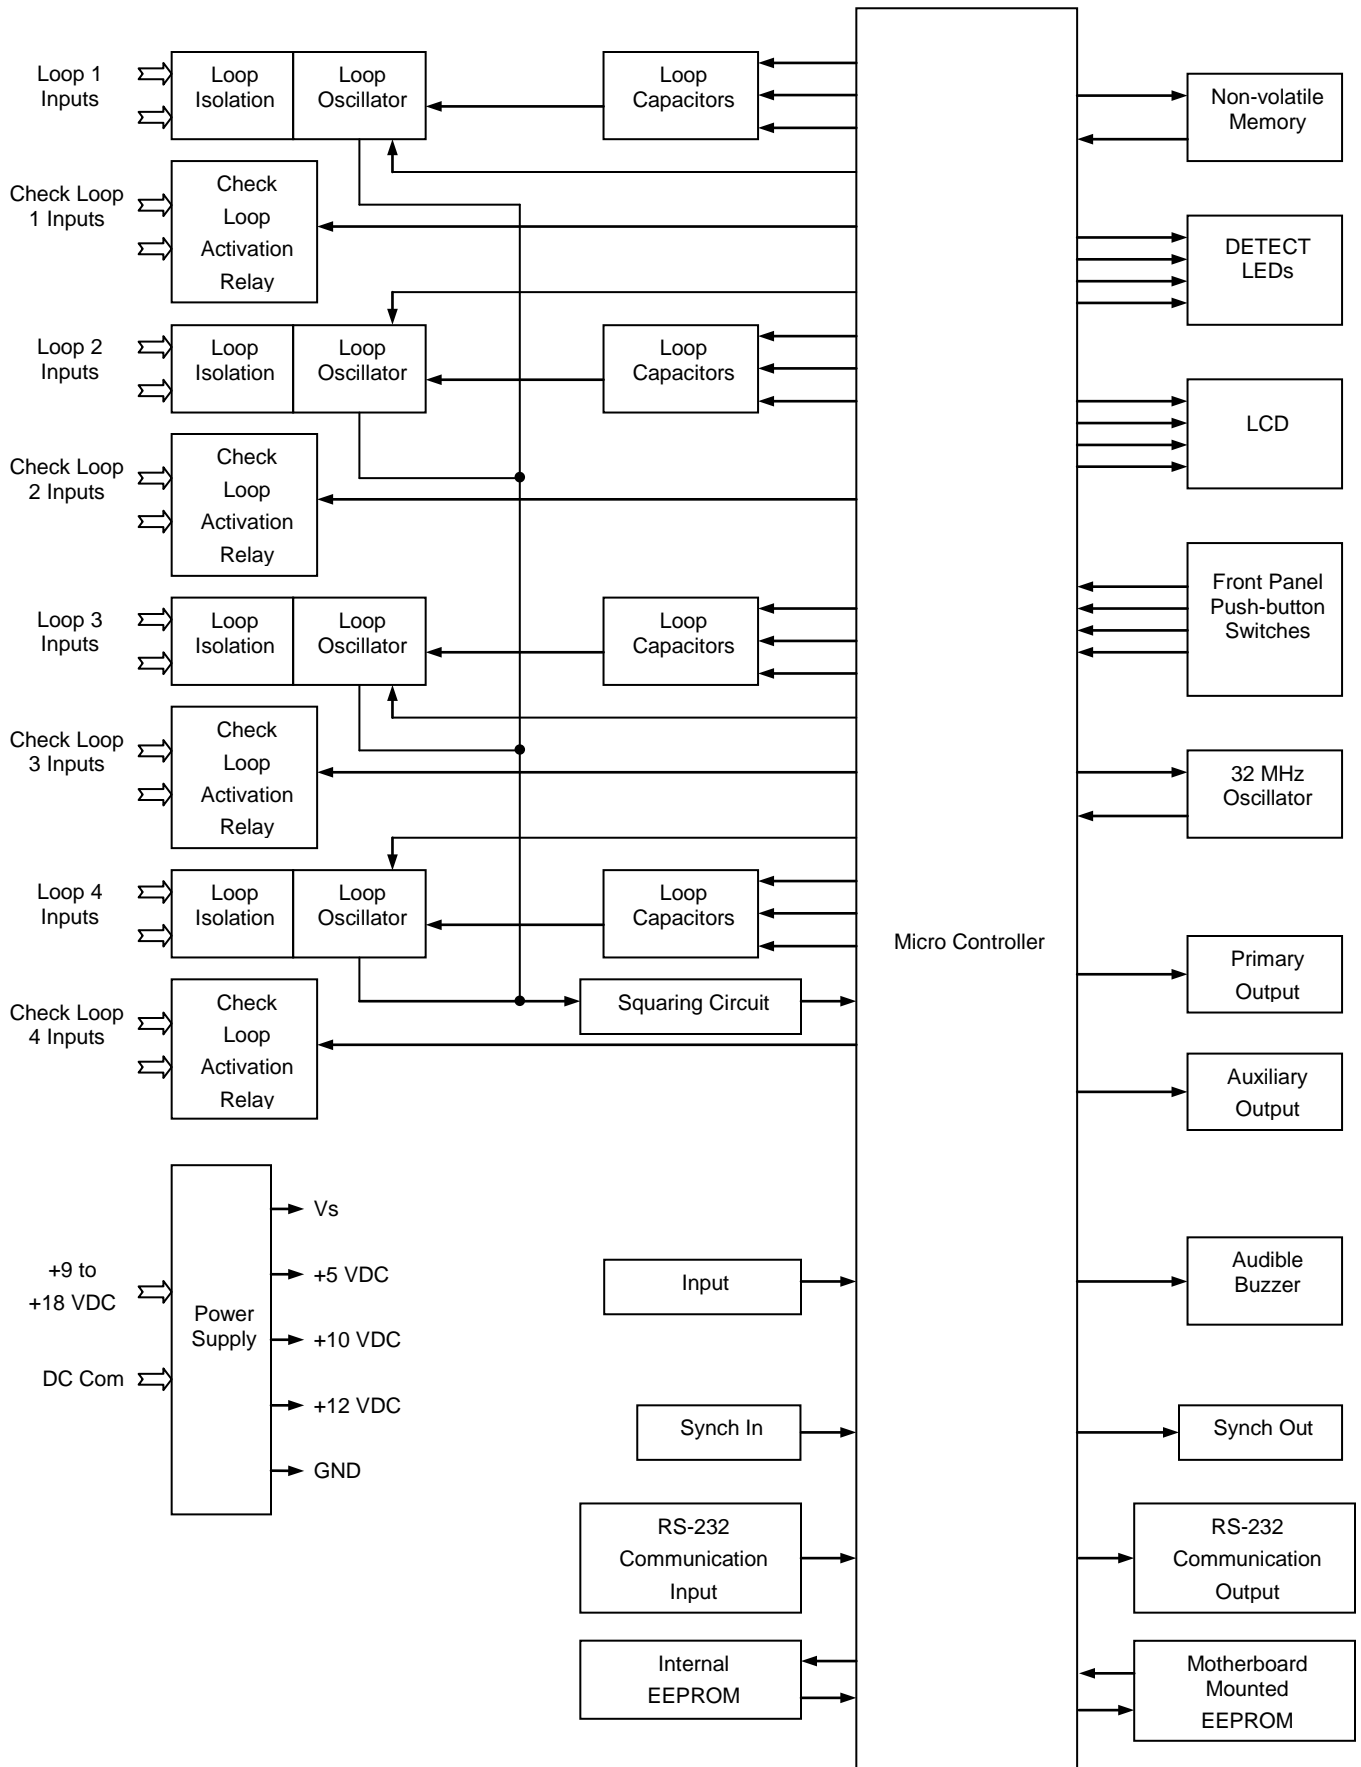 Loop 1
Inputs
Loop
Isolation
Loop
Oscillator
Loop
Capacitors
Check Loop
1 Inputs
Check
Loop
Activation
Relay
Loop 2
Inputs
Loop
Isolation
Loop
Oscillator
Loop
Capacitors
Check Loop
2 Inputs
Check
Loop
Activation
Relay
Loop 3
Inputs
Loop
Isolation
Loop
Oscillator
Loop
Capacitors
Check Loop
3 Inputs
Check
Loop
Activation
Relay
Loop 4
Inputs
Loop
Isolation
Loop
Oscillator
Loop
Capacitors
Squaring Circuit
Check Loop
4 Inputs
Check
Loop
Activation
Relay
+9 to
+18 VDC
DC Com
Power
Supply
Vs
+5 VDC
+10 VDC
+12 VDC
GND
Input
Synch In
RS-232
Communication
Input
Internal
EEPROM
Micro Controller
Non-volatile
Memory
DETECT
LEDs
LCD
Front Panel
Push-button
Switches
32 MHz
Oscillator
Primary
Output
Auxiliary
Output
Audible
Buzzer
Synch Out
RS-232
Communication
Output
Motherboard
Mounted
EEPROM